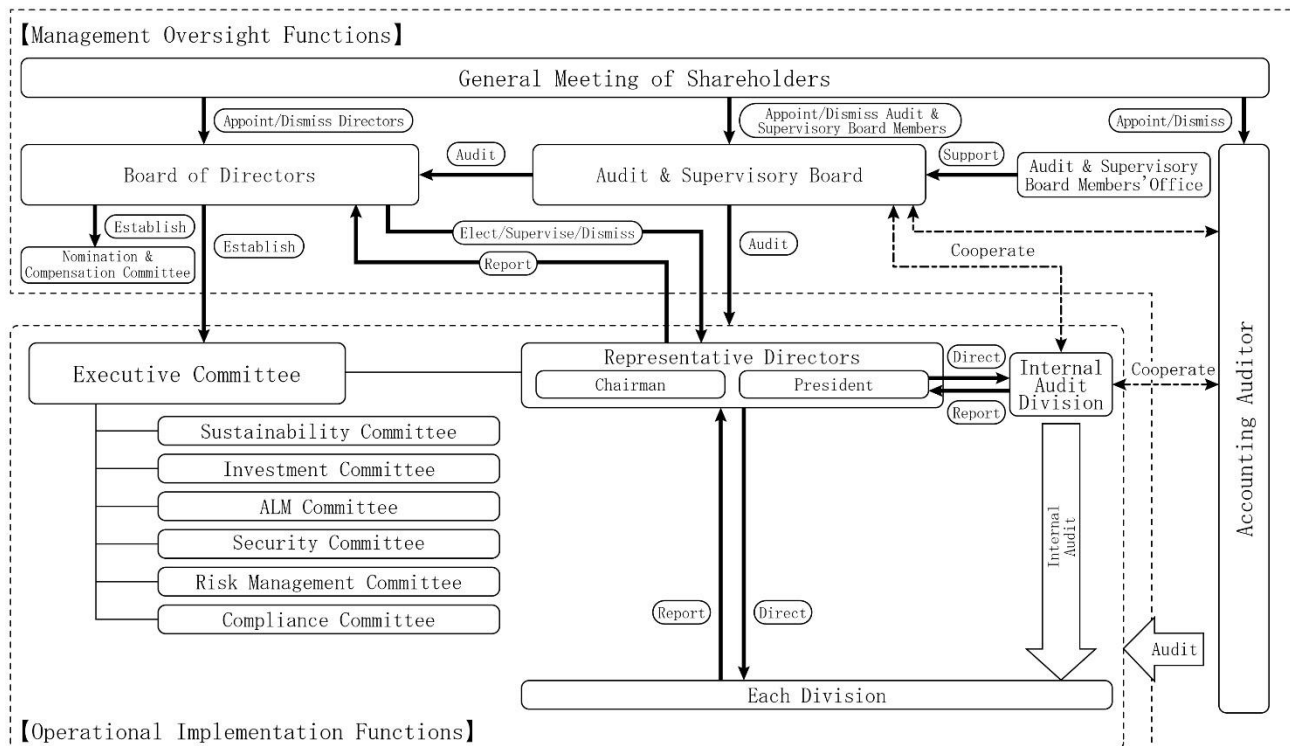 【Management Oversight Functions】
General Meeting of Shareholders
Appoint/Dismiss Directors
Appoint/Dismiss Audit &
Supervisory Board Members
Appoint/Dismiss
Board of Directors
Audit
Audit & Supervisory Board
Support
Audit & Supervisory
Board Members'Office
Establish
Establish
Elect/Supervise/Dismiss
Report
Audit
Cooperate
Nomination &
Compensation Committee
Executive Committee
Representative Directors
Chairman
President
Direct
Report
Internal
Audit
Division
Cooperate
Accounting Auditor
Sustainability Committee
Investment Committee
ALM Committee
Security Committee
Risk Management Committee
Compliance Committee
Report
Direct
Internal
Audit
Audit
Each Division
【Operational Implementation Functions】